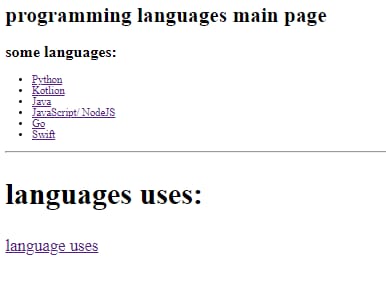 programming languages main page
some languages:
Python
Kotlion
Java
JavaScript/ NodeJS
Go
Swift
languages uses:
language uses